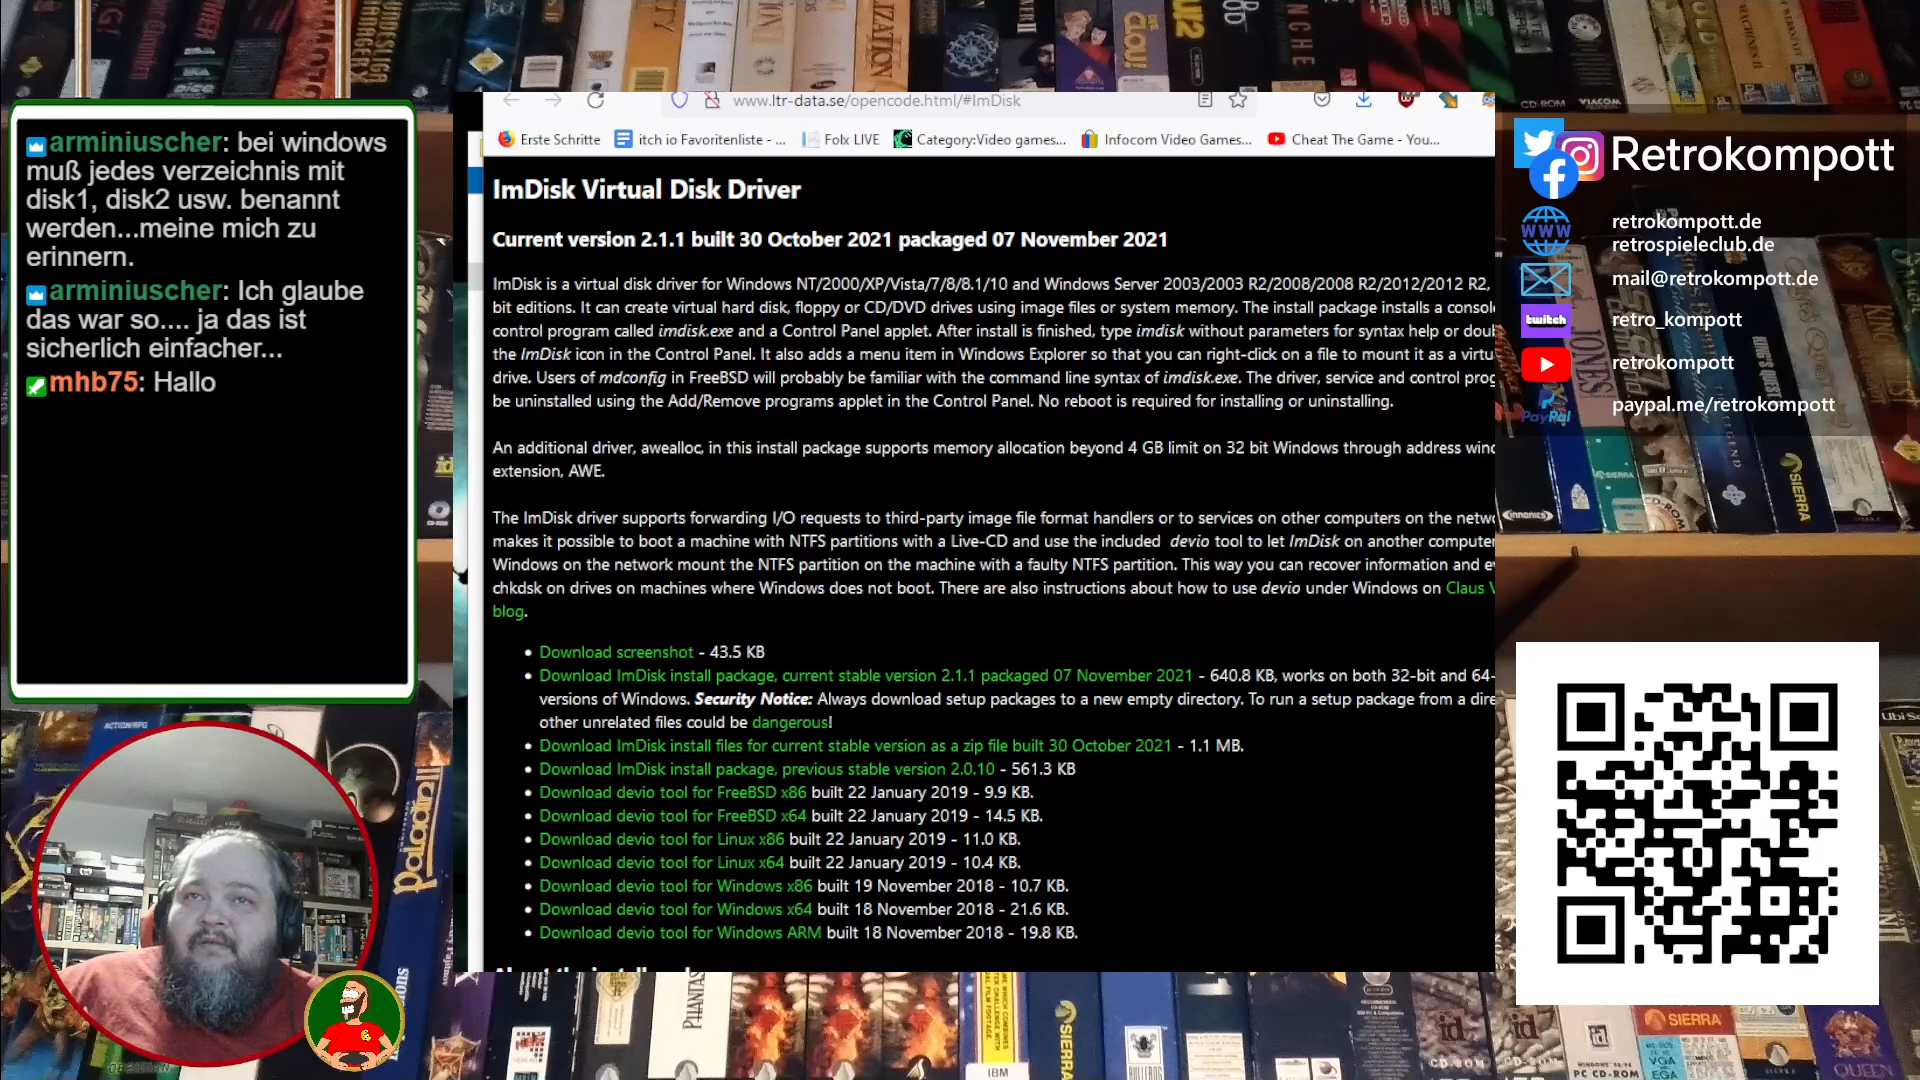 arminiuscher: bei windows
muß jedes verzeichnis mit
disk1, disk2 usw. benannt
werden...meine mich zu
erinnern.
arminiuscher: Ich glaube
das war so.... ja das ist
sicherlich einfacher...
mhb75: Hallo
www.ltr-data.se/opencode.html/#ImDisk
Erste Schritte
itch io Favoritenliste - ...
Folx LIVE
Category:Video games...
Infocom Video Games...
Cheat The Game - You...
ImDisk Virtual Disk Driver
Current version 2.1.1 built 30 October 2021 packaged 07 November 2021
ImDisk is a virtual disk driver for Windows NT/2000/XP/Vista/7/8/8.1/10 and Windows Server 2003/2003 R2/2008/2008 R2/2012/2012 R2,
bit editions. It can create virtual hard disk, floppy or CD/DVD drives using image files or system memory. The install package installs a
control program called imdisk.exe and a Control Panel applet. After install is finished, type imdisk without parameters for syntax help or
the ImDisk icon in the Control Panel. It also adds a menu item in Windows Explorer so that you can right-click on a file to mount it as a
drive. Users of mdconfig in FreeBSD will probably be familiar with the command line syntax of imdisk.exe. The driver, service and control
be uninstalled using the Add/Remove programs applet in the Control Panel. No reboot is required for installing or uninstalling.
An additional driver, awealloc, in this install package supports memory allocation beyond 4 GB limit on 32 bit Windows through address
extension, AWE.
The ImDisk driver supports forwarding I/O requests to third-party image file format handlers or to services on other computers on the
makes it possible to boot a machine with NTFS partitions with a Live-CD and use the included devio tool to let ImDisk on another computer
Windows on the network mount the NTFS partition on the machine with a faulty NTFS partition. This way you can recover information and
chkdsk on drives on machines where Windows does not boot. There are also instructions about how to use devio under Windows on Claus
blog.
• Download screenshot - 43.5 KB
• Download ImDisk install package, current stable version 2.1.1 packaged 07 November 2021 - 640.8 KB, works on both 32-bit and 64-
versions of Windows. Security Notice: Always download setup packages to a new empty directory. To run a setup package from a
other unrelated files could be dangerous!
• Download ImDisk install files for current stable version as a zip file built 30 October 2021 - 1.1 MB.
• Download ImDisk install package, previous stable version 2.0.10 - 561.3 KB
• Download devio tool for FreeBSD x86 built 22 January 2019 - 9.9 KB.
• Download devio tool for FreeBSD x64 built 22 January 2019 - 14.5 KB.
• Download devio tool for Linux x86 built 22 January 2019 - 11.0 KB.
• Download devio tool for Linux x64 built 22 January 2019 - 10.4 KB.
• Download devio tool for Windows x86 built 19 November 2018 - 10.7 KB.
• Download devio tool for Windows x64 built 18 November 2018 - 21.6 KB.
• Download devio tool for Windows ARM built 18 November 2018 - 19.8 KB.
Retrokompott
www
retrokompott.de
retrospieleclub.de
mail@retrokompott.de
twitch
retro_kompott
retrokompott
PayPal
paypal.me/retrokompott
CD-ROM
VIACOM
SIERRA
innerprises
ACTION/RPG
Paladin II
PHANTAS
SIERRA
IBM
BULLFROG
id
CD-ROM
SIERRA
WINDOWS 95/98
PC CD-ROM
VGA
EGA
QUEEN